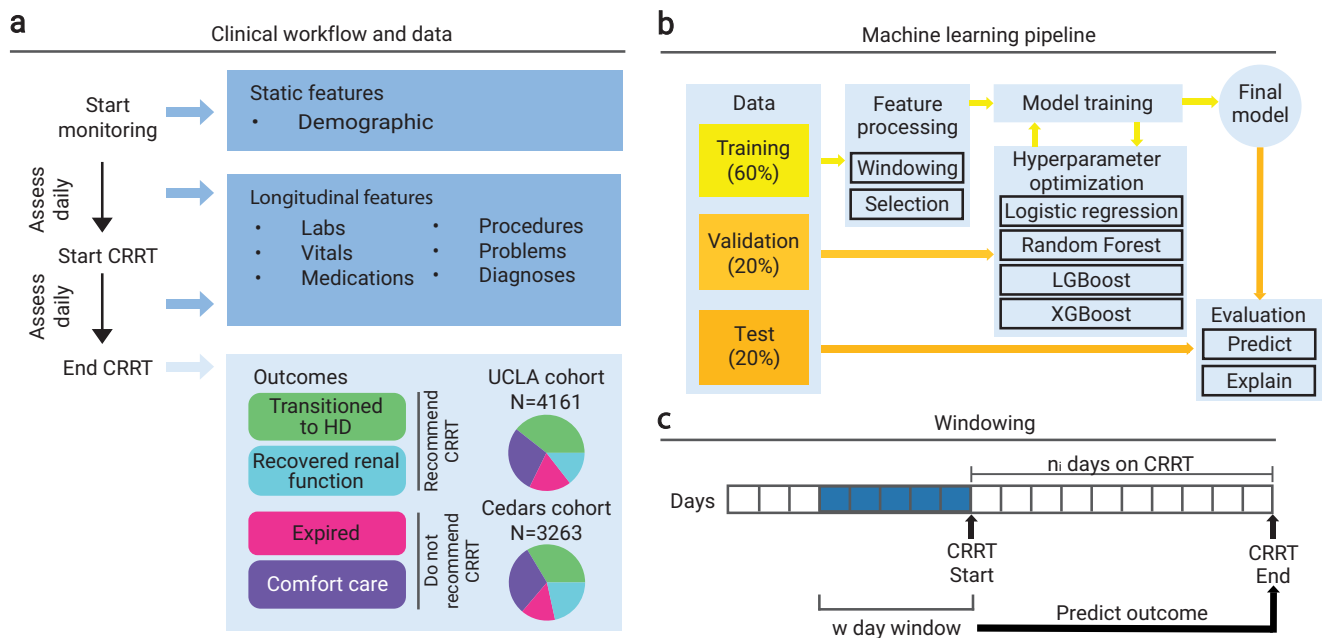 a
Clinical workflow and data
Start
monitoring
Assess
daily
Start CRRT
Assess
daily
End CRRT
Static features
• Demographic
Longitudinal features
• Labs
• Vitals
• Medications
• Procedures
• Problems
• Diagnoses
Outcomes
Transitioned
to HD
Recovered renal
function
Recommend
CRRT
Expired
Comfort care
Do not
recommend
CRRT
UCLA cohort
N=4161
Cedars cohort
N=3263
b
Machine learning pipeline
Data
Training
(60%)
Validation
(20%)
Test
(20%)
Feature
processing
Windowing
Selection
Model training
Hyperparameter
optimization
Logistic regression
Random Forest
LGBoost
XGBoost
Final
model
Evaluation
Predict
Explain
c
Windowing
nᵢ days on CRRT
Days
CRRT
Start
CRRT
End
w day window
Predict outcome